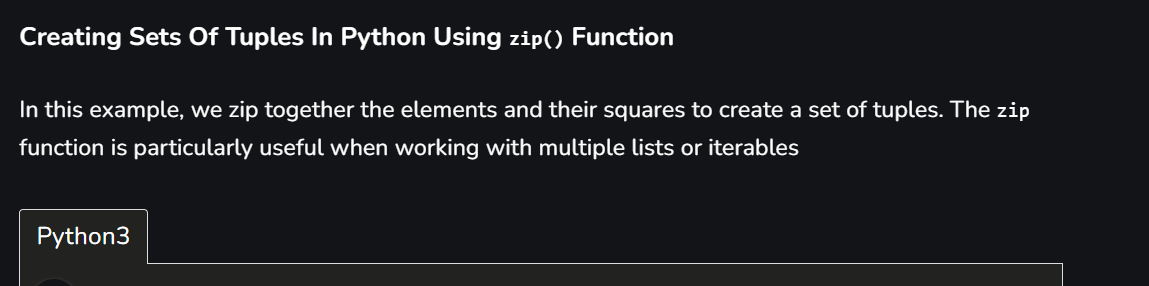 Creating Sets Of Tuples In Python Using zip() Function
In this example, we zip together the elements and their squares to create a set of tuples. The zip
function is particularly useful when working with multiple lists or iterables
Python3